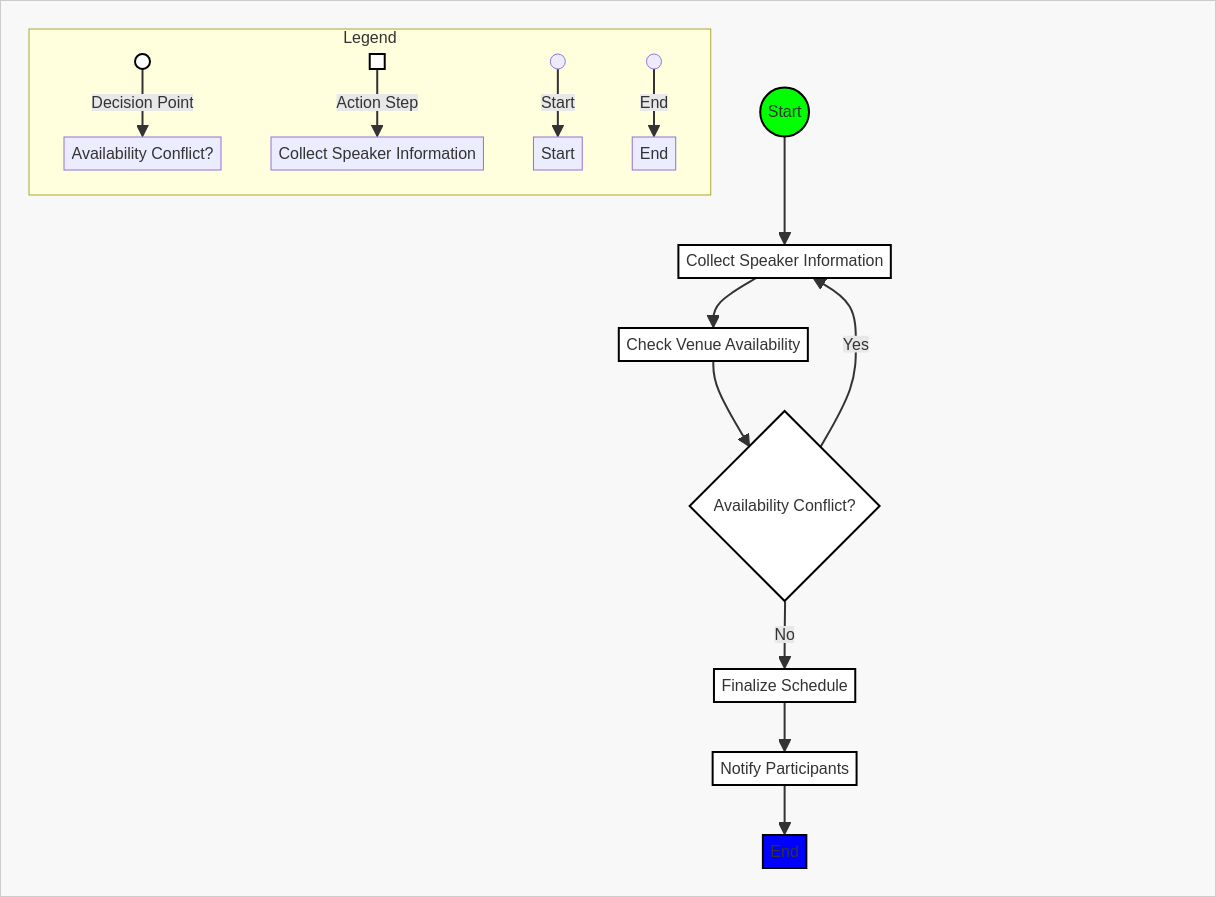 Legend
Decision Point
Action Step
Start
End
Availability Conflict?
Collect Speaker Information
Start
End
Start
Collect Speaker Information
Check Venue Availability
Yes
Availability Conflict?
No
Finalize Schedule
Notify Participants
End